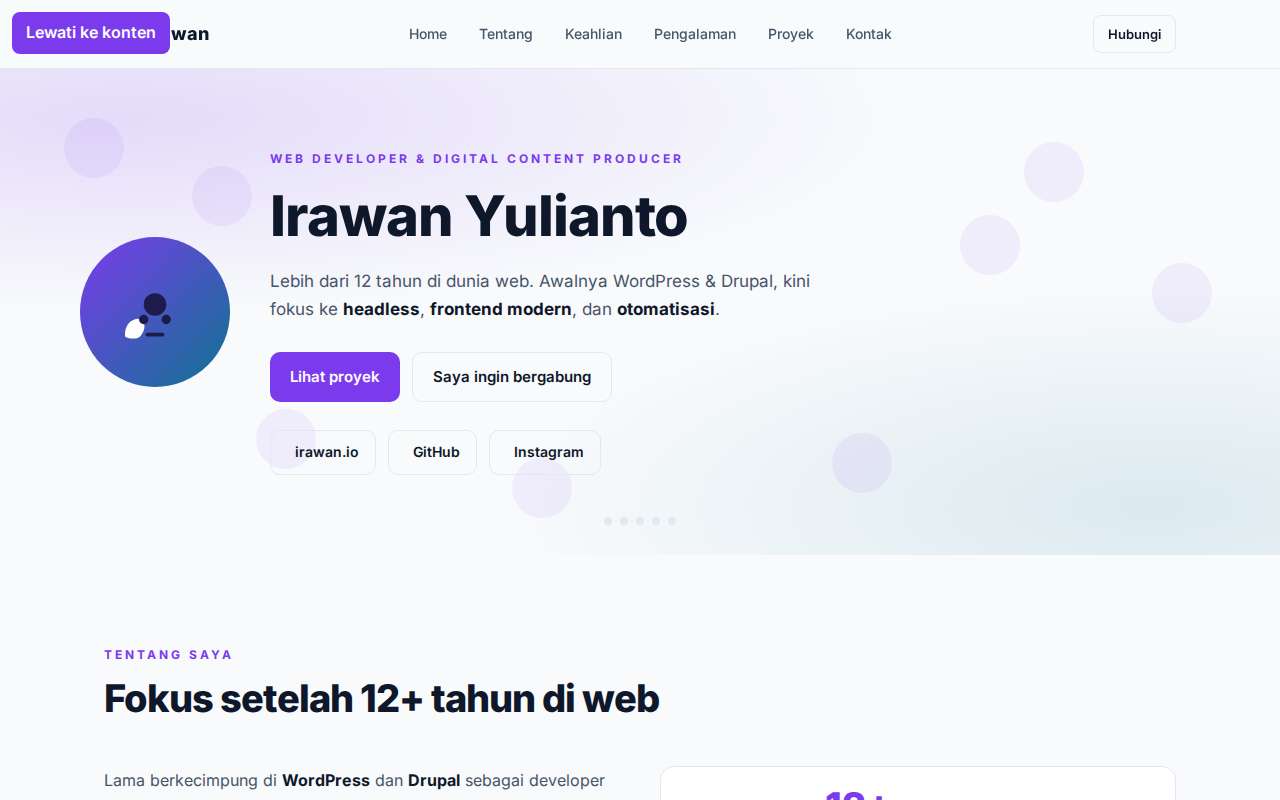 Lewati ke konten
wan
Home
Tentang
Keahlian
Pengalaman
Proyek
Kontak
Hubungi
WEB DEVELOPER & DIGITAL CONTENT PRODUCER
Irawan Yulianto
Lebih dari 12 tahun di dunia web. Awalnya WordPress & Drupal, kini
fokus ke headless, frontend modern, dan otomatisasi.
Lihat proyek
Saya ingin bergabung
irawan.io
GitHub
Instagram
TENTANG SAYA
Fokus setelah 12+ tahun di web
Lama berkecimpung di WordPress dan Drupal sebagai developer